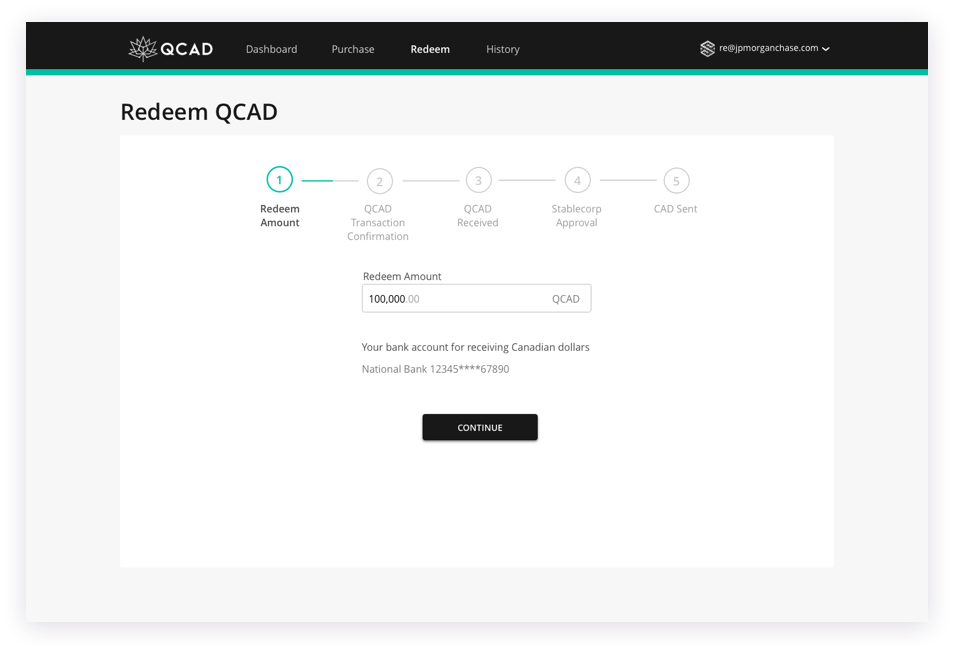 QCAD Dashboard Purchase Redeem History re@jpmorganchase.com
Redeem QCAD
1 2 3 4 5
Redeem Amount
QCAD Transaction Confirmation
QCAD Received
Stablecorp Approval
CAD Sent
Redeem Amount
100,000.00 QCAD
Your bank account for receiving Canadian dollars
National Bank 12345****67890
CONTINUE